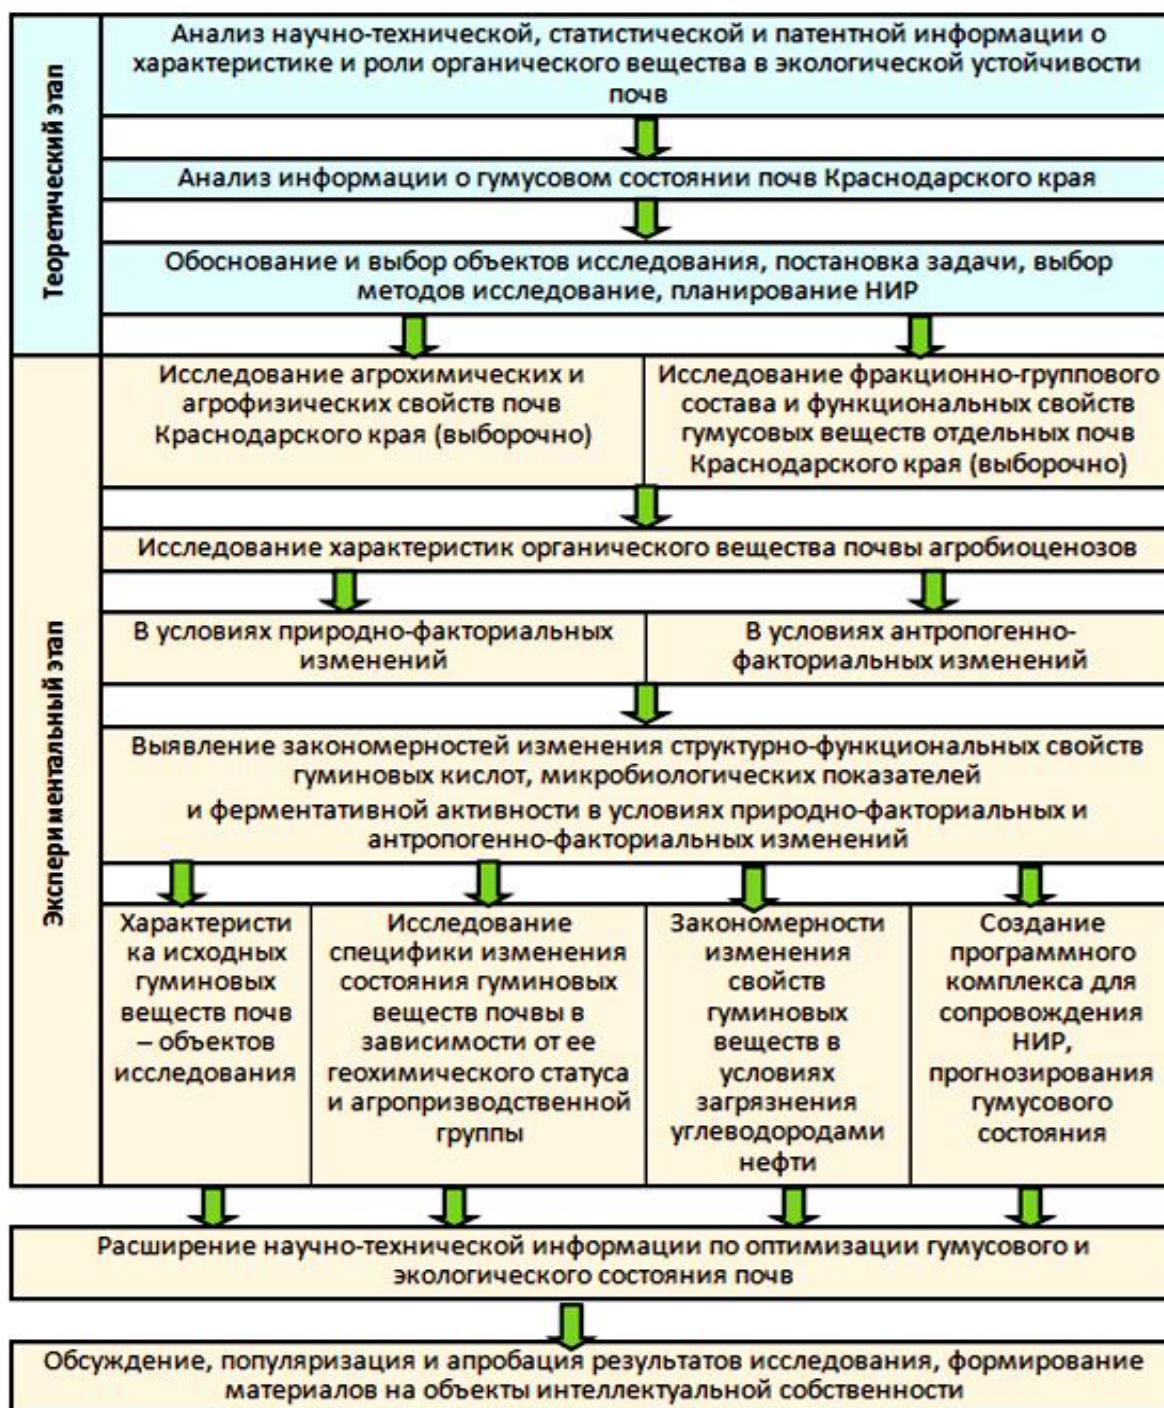 Теоретический этап
Анализ научно-технической, статистической и патентной информации о
характеристике и роли органического вещества в экологической устойчивости
почв
Анализ информации о гумусовом состоянии почв Краснодарского края
Обоснование и выбор объектов исследования, постановка задачи, выбор
методов исследование, планирование НИР
Экспериментальный этап
Исследование агрохимических и
агрофизических свойств почв
Краснодарского края (выборочно)
Исследование фракционно-группового
состава и функциональных свойств
гумусовых веществ отдельных почв
Краснодарского края (выборочно)
Исследование характеристик органического вещества почвы агробиоценозов
В условиях природно-факториальных
изменений
В условиях антропогенно-
факториальных изменений
Выявление закономерностей изменения структурно-функциональных свойств
гуминовых кислот, микробиологических показателей
и ферментативной активности в условиях природно-факториальных и
антропогенно-факториальных изменений
Характеристи
ка исходных
гуминовых
веществ почв
– объектов
исследования
Исследование
специфики изменения
состояния гуминовых
веществ почвы в
зависимости от ее
геохимического статуса
и агропризводственной
группы
Закономерности
изменения
свойств
гуминовых
веществ в
условиях
загрязнения
углеводородами
нефти
Создание
программного
комплекса для
сопровождения
НИР,
прогнозирования
гумусового
состояния
Расширение научно-технической информации по оптимизации гумусового и
экологического состояния почв
Обсуждение, популяризация и апробация результатов исследования, формирование
материалов на объекты интеллектуальной собственности